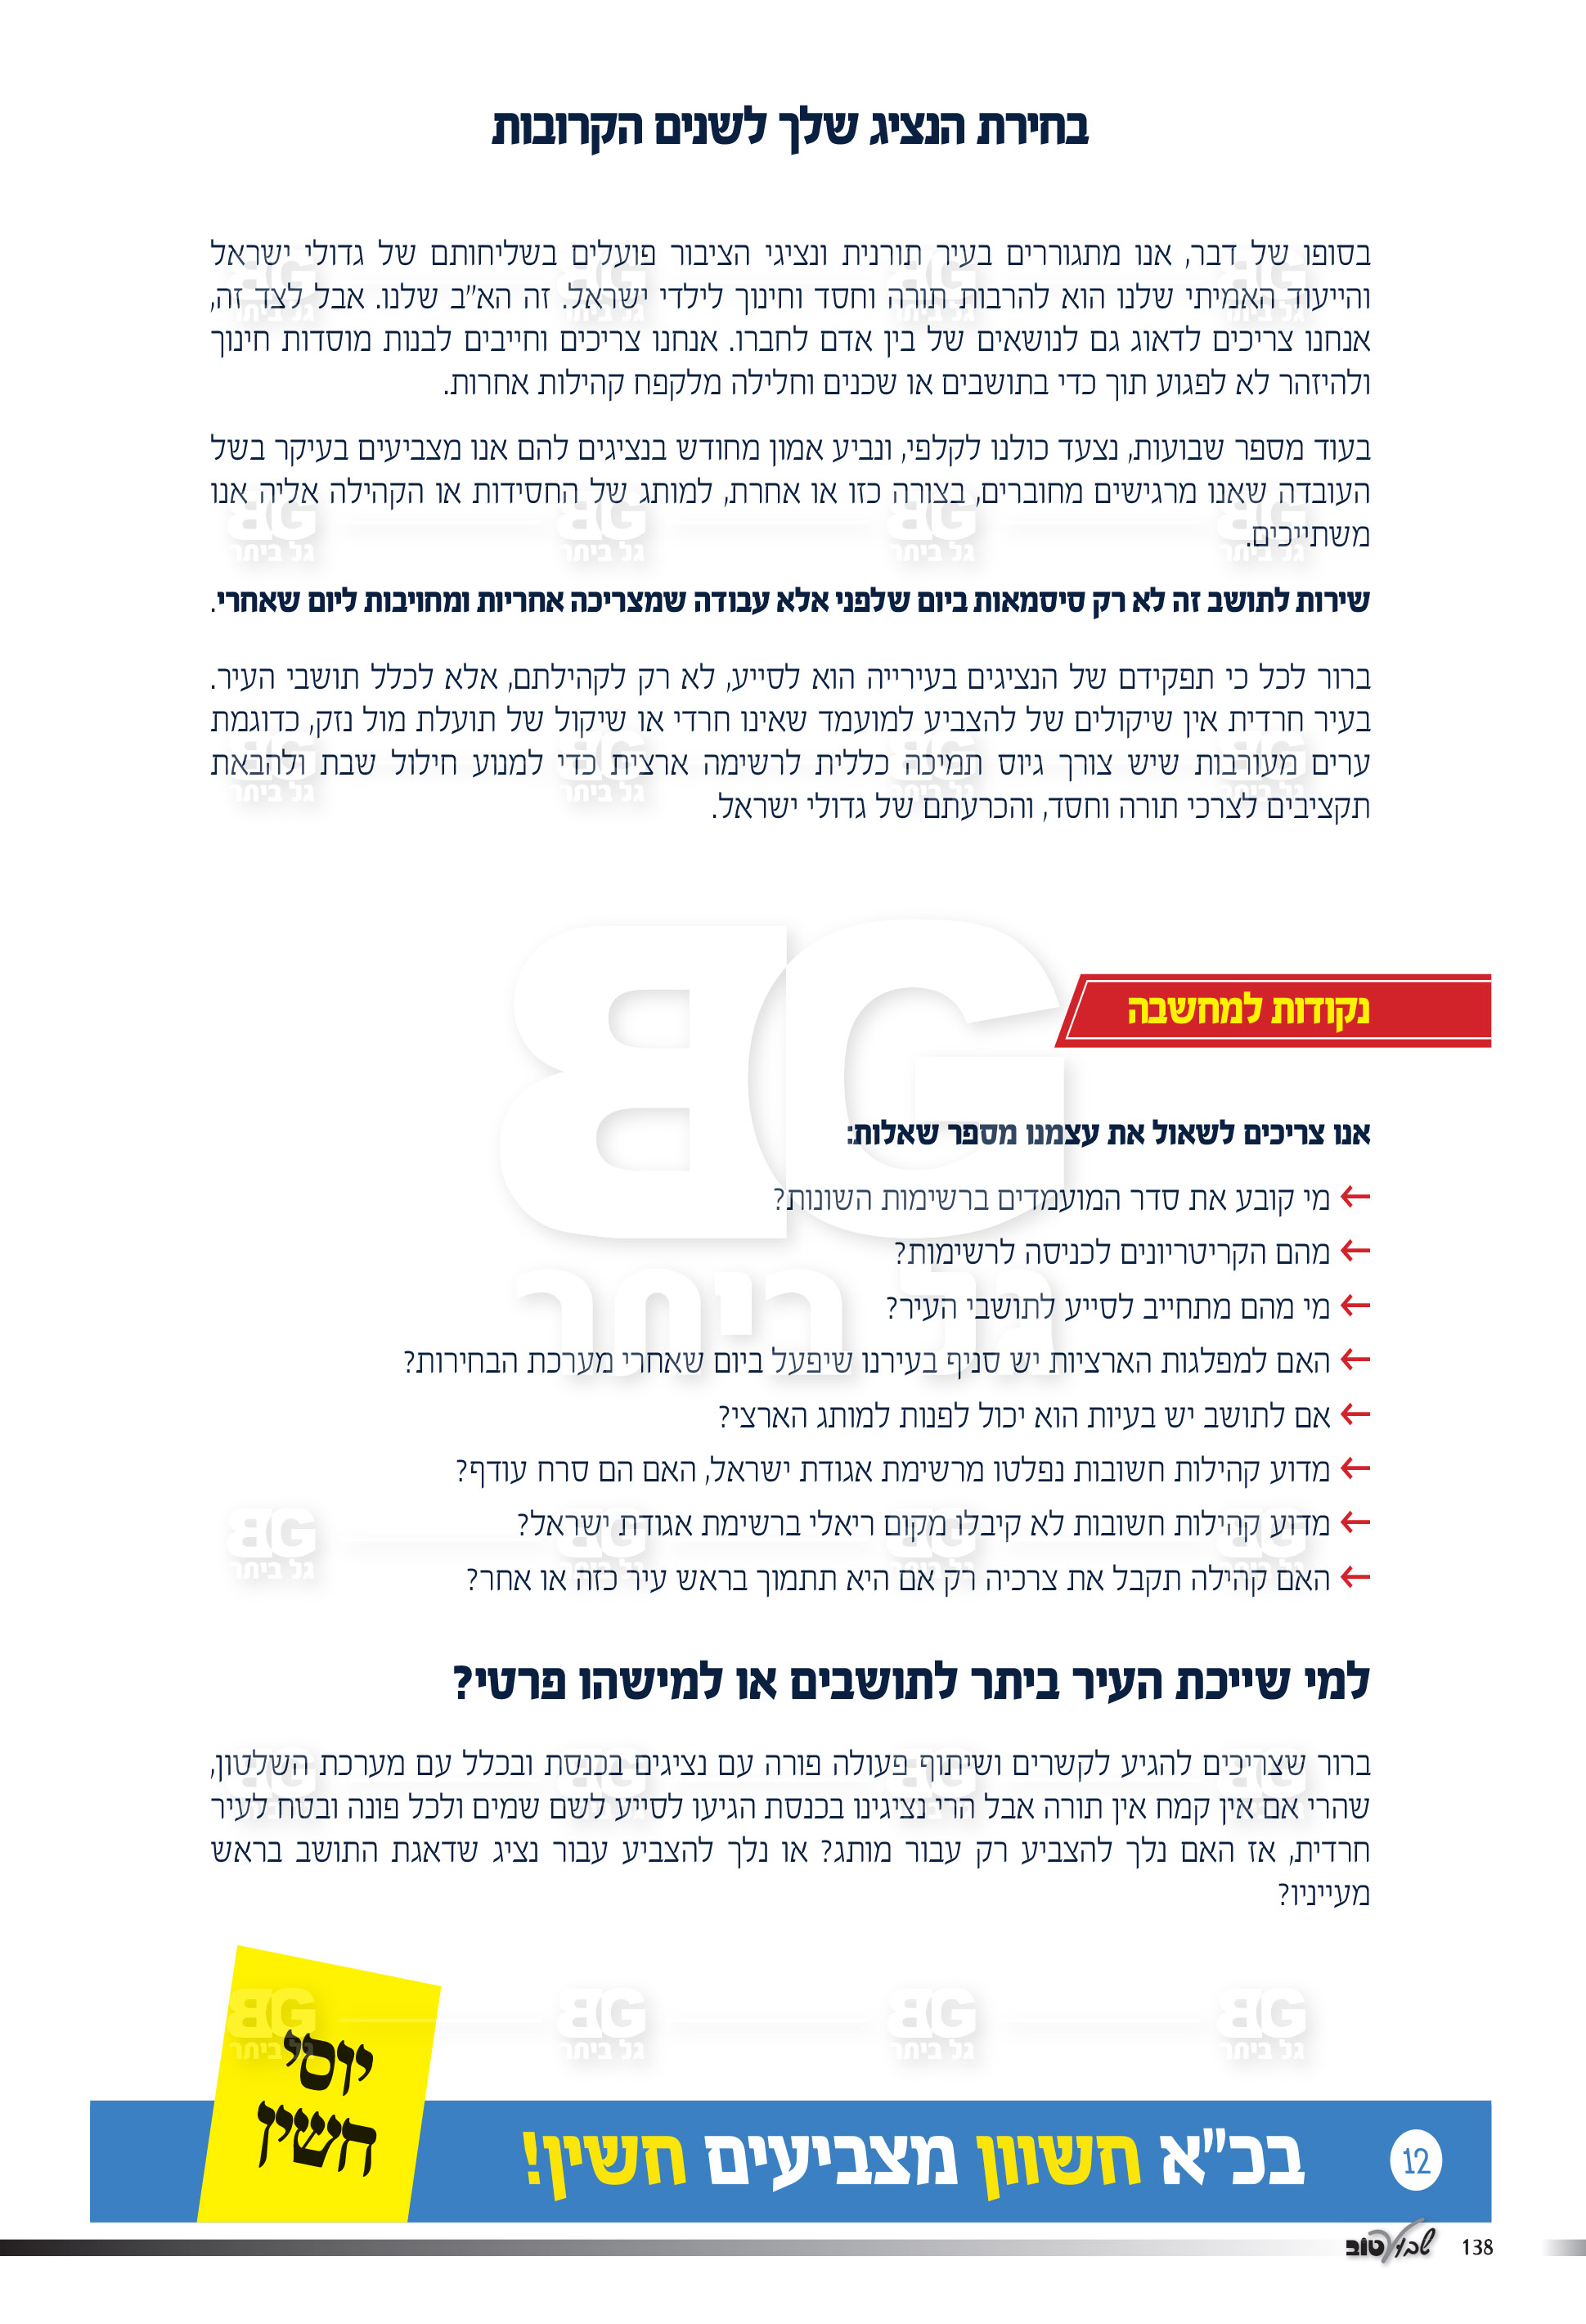 בחירת הנציג שלך לשנים הקרובות
בסופו של דבר, אנו מתגוררים בעיר תורנית ונציגי הציבור פועלים בשליחותם של גדולי ישראל
והייעוד האמיתי שלנו הוא להרבות תורה וחסד וחינוך לילדי ישראל. זה הא"ב שלנו. אבל לצד זה,
אנחנו צריכים לדאוג גם לנושאים של בין אדם לחברו. אנחנו צריכים וחייבים לבנות מוסדות חינוך
ולהיזהר לא לפגוע תוך כדי בתושבים או שכנים וחלילה מלקפח קהילות אחרות.
בעוד מספר שבועות, נצעד כולנו לקלפי, ונביע אמון מחודש בנציגים להם אנו מצביעים בעיקר בשל
העובדה שאנו מרגישים מחוברים, בצורה כזו או אחרת, למותג של החסידות או הקהילה אליה אנו
משתייכים.
שירות לתושב זה לא רק סיסמאות ביום שלפני אלא עבודה שמצריכה אחריות ומחויבות ליום שאחרי.
ברור לכל כי תפקידם של הנציגים בעירייה הוא לסייע, לא רק לקהילתם, אלא לכלל תושבי העיר.
בעיר חרדית אין שיקולים של להצביע למועמד שאינו חרדי או שיקול של תועלת מול נזק, כדוגמת
ערים מעורבות שיש צורך גיוס תמיכה כללית לרשימה ארצית כדי למנוע חילול שבת ולהבאת
תקציבים לצרכי תורה וחסד, והכרעתם של גדולי ישראל.
BG
גל ביתר
נקודות למחשבה
אנו צריכים לשאול את עצמנו מספר שאלות:
← מי קובע את סדר המועמדים ברשימות השונות?
← מהם הקריטריונים לכניסה לרשימות?
← מי מהם מתחייב לסייע לתושבי העיר?
← האם למפלגות הארציות יש סניף בעירנו שיפעל ביום שאחרי מערכת הבחירות?
← אם לתושב יש בעיות הוא יכול לפנות למותג הארצי?
← מדוע קהילות חשובות נפלטו מרשימת אגודת ישראל, האם הם סרח עודף?
← מדוע קהילות חשובות לא קיבלו מקום ריאלי ברשימת אגודת ישראל?
← האם קהילה תקבל את צרכיה רק אם היא תתמוך בראש עיר כזה או אחר?
למי שייכת העיר ביתר לתושבים או למישהו פרטי?
ברור שצריכים להגיע לקשרים ושיתוף פעולה פורה עם נציגים בכנסת ובכלל עם מערכת השלטון,
שהרי אם אין קמח אין תורה אבל הרי נציגינו בכנסת הגיעו לסייע לשם שמים ולכל פונה ובטח לעיר
חרדית, אז האם נלך להצביע רק עבור מותג? או נלך להצביע עבור נציג שדאגת התושב בראש
מעייניו?
יוסי
חשין
12 בכ"א חשוון מצביעים חשין!
138 שבוע טוב